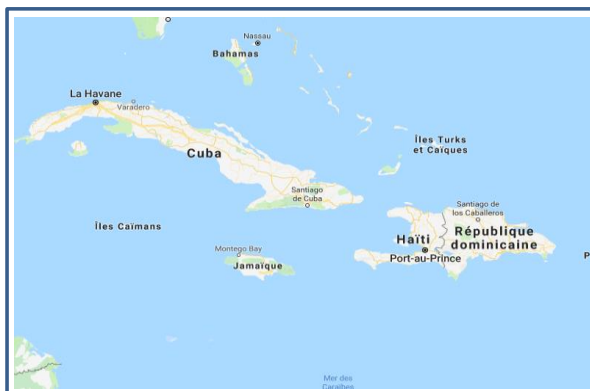 Nassau
Bahamas
La Havane
Varadero
Cuba
Îles Turks
et Caïques
Santiago
de Cuba
Santiago de
los Caballeros
Îles Caïmans
Haïti
République
dominicaine
Montego Bay
Port-au-Prince
P
Jamaïque
Mer des
Caraïbes